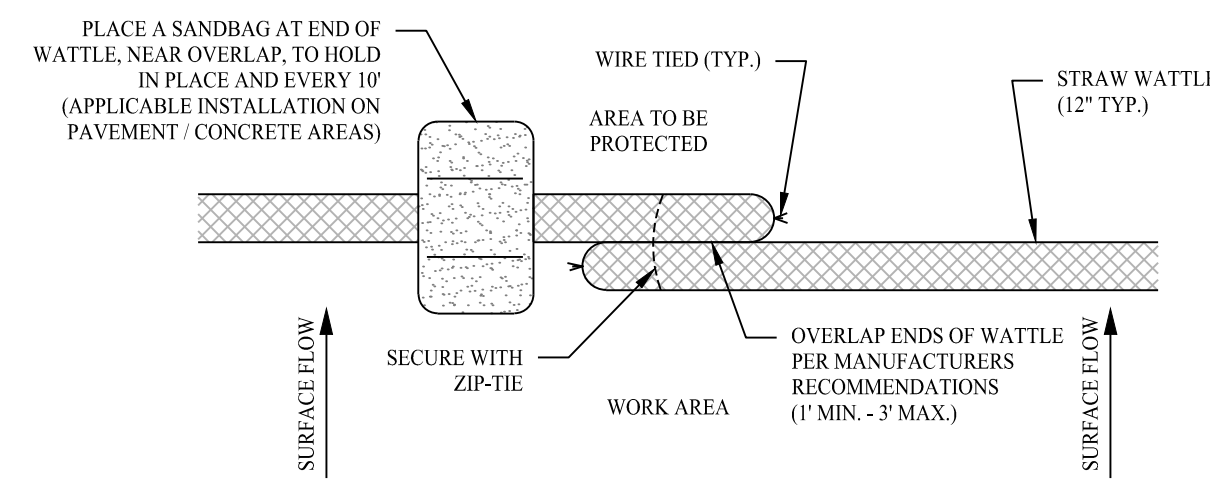 PLACE A SANDBAG AT END OF
WATTLE, NEAR OVERLAP, TO HOLD
IN PLACE AND EVERY 10'
(APPLICABLE INSTALLATION ON
PAVEMENT / CONCRETE AREAS)
WIRE TIED (TYP.)
AREA TO BE
PROTECTED
STRAW WATTL
(12" TYP.)
SURFACE FLOW
SECURE WITH
ZIP-TIE
WORK AREA
OVERLAP ENDS OF WATTLE
PER MANUFACTURERS
RECOMMENDATIONS
(1' MIN. - 3' MAX.)
SURFACE FLOW